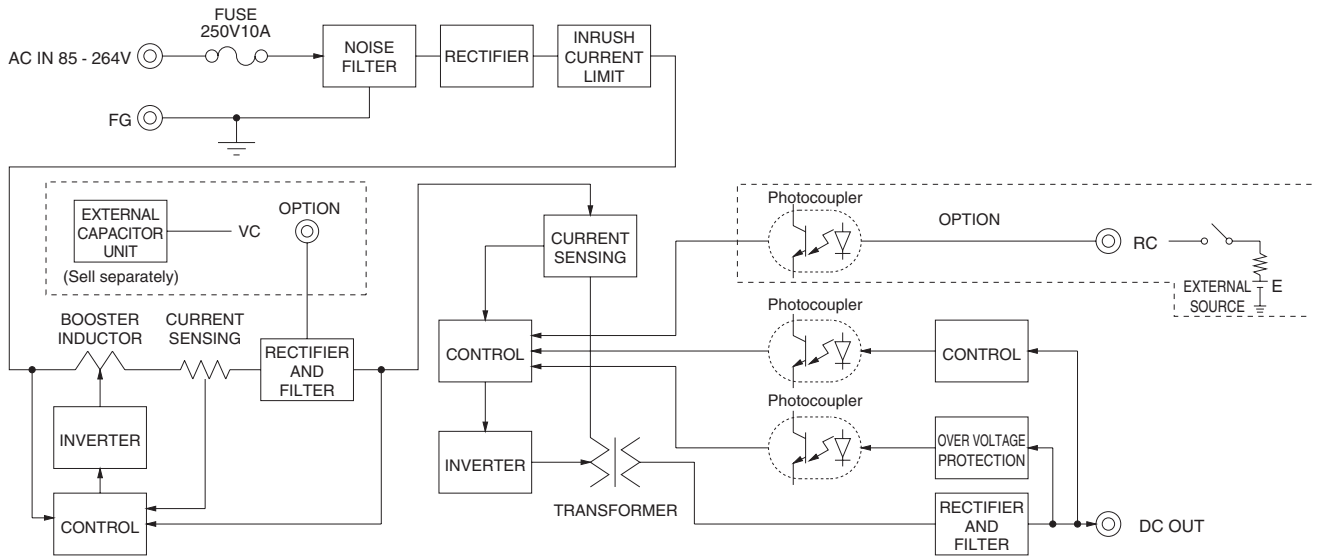 FUSE
250V10A
AC IN 85 - 264V
NOISE
FILTER
RECTIFIER
INRUSH
CURRENT
LIMIT
FG
EXTERNAL
CAPACITOR
UNIT
VC
OPTION
(Sell separately)
CURRENT
SENSING
Photocoupler
OPTION
RC
EXTERNAL
SOURCE
E
BOOSTER
INDUCTOR
CURRENT
SENSING
RECTIFIER
AND
FILTER
CONTROL
Photocoupler
CONTROL
INVERTER
INVERTER
Photocoupler
OVER VOLTAGE
PROTECTION
TRANSFORMER
CONTROL
RECTIFIER
AND
FILTER
DC OUT